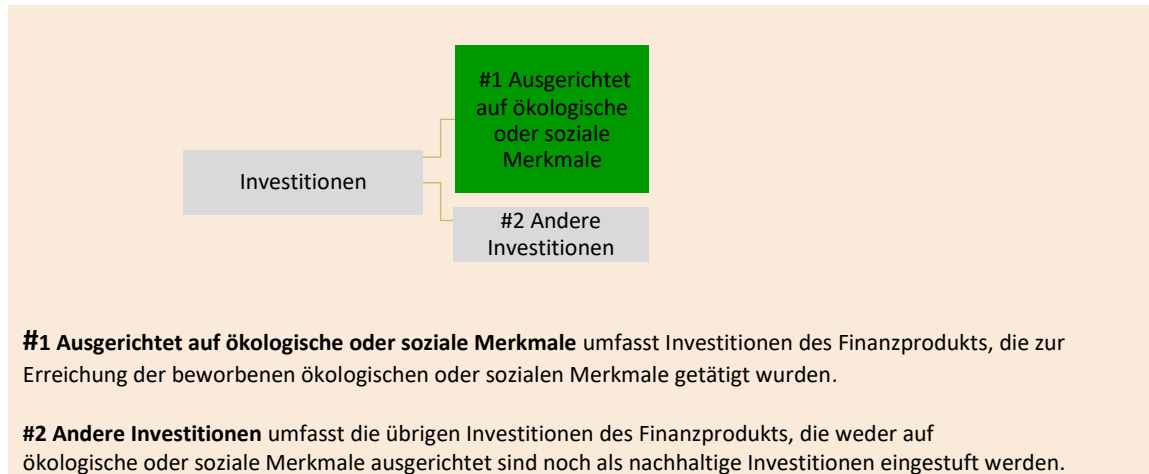 #1 Ausgerichtet
auf ökologische
oder soziale
Merkmale
Investitionen
#2 Andere
Investitionen
#1 Ausgerichtet auf ökologische oder soziale Merkmale umfasst Investitionen des Finanzprodukts, die zur
Erreichung der beworbenen ökologischen oder sozialen Merkmale getätigt wurden.
#2 Andere Investitionen umfasst die übrigen Investitionen des Finanzprodukts, die weder auf
ökologische oder soziale Merkmale ausgerichtet sind noch als nachhaltige Investitionen eingestuft werden.